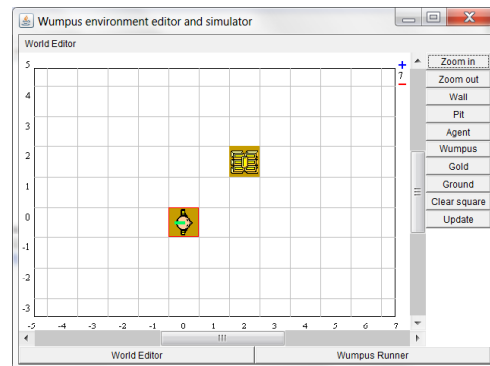 Wumpus environment editor and simulator
World Editor
5
4
3
2
1
0
-1
-2
-3
-5 -4 -3 -2 -1 0 1 2 3 4 5 6 7
+
7
−
Zoom in
Zoom out
Wall
Pit
Agent
Wumpus
Gold
Ground
Clear square
Update
World Editor Wumpus Runner